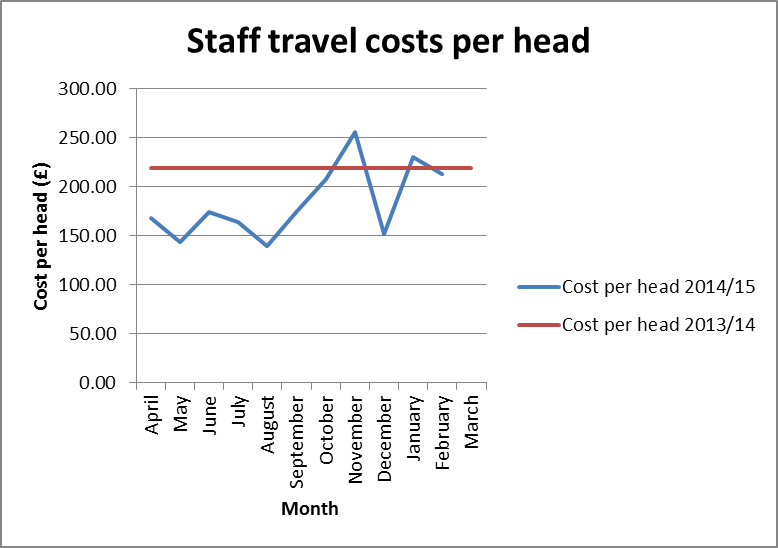 Staff travel costs per head
Cost per head (£)
300.00
250.00
200.00
150.00
100.00
50.00
0.00
April
May
June
July
August
September
October
November
December
January
February
March
Month
Cost per head 2014/15
Cost per head 2013/14